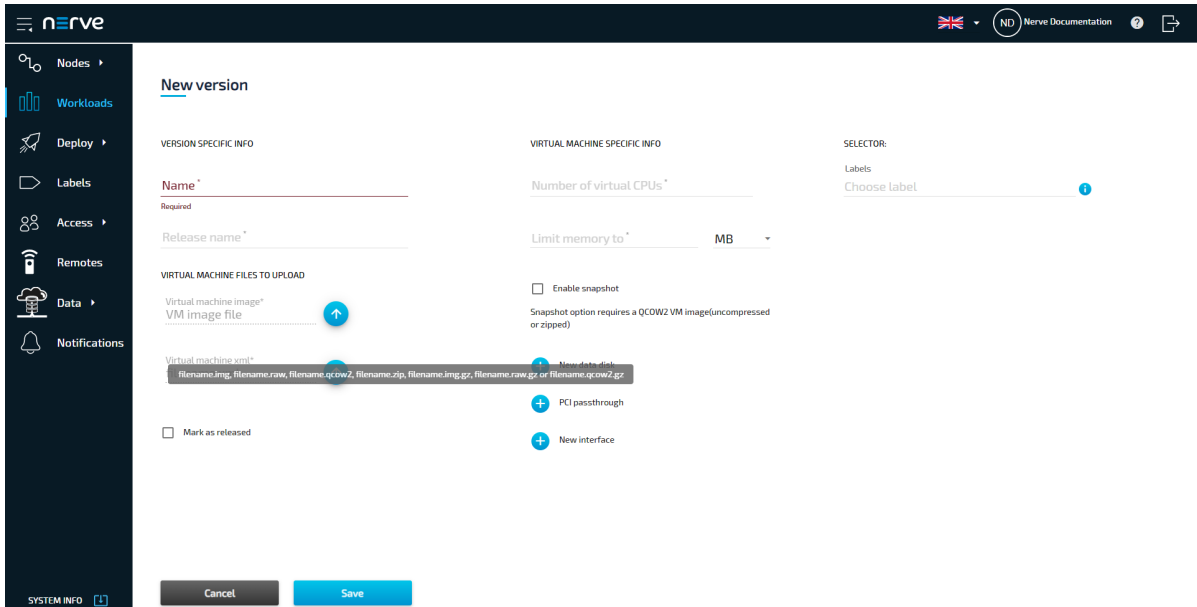 nerve
ND Nerve Documentation
Nodes
Workloads
Deploy
Labels
Access
Remotes
Data
Notifications
SYSTEM INFO
New version
VERSION SPECIFIC INFO
Name*
Required
Release name*
VIRTUAL MACHINE FILES TO UPLOAD
Virtual machine image*
VM image file
Virtual machine xml*
filename.img, filename.raw, filename.qcow2, filename.zip, filename.img.gz, filename.raw.gz or filename.qcow2.gz
Mark as released
VIRTUAL MACHINE SPECIFIC INFO
Number of virtual CPUs*
Limit memory to* MB
Enable snapshot
Snapshot option requires a QCOW2 VM image(uncompressed
or zipped)
New data disk
PCI passthrough
New interface
SELECTOR:
Labels
Choose label
Cancel
Save